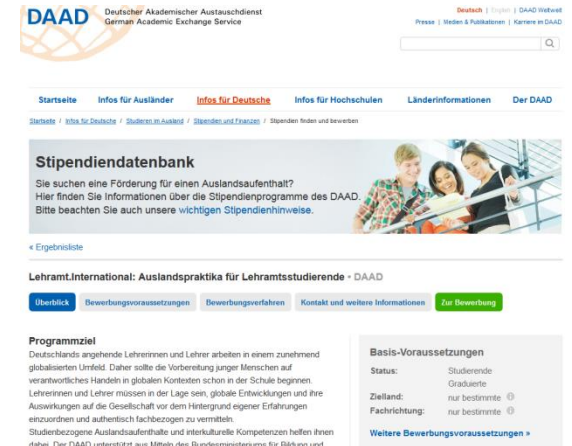 DAAD
Deutscher Akademischer Austauschdienst
German Academic Exchange Service
Deutsch | English | DAAD Weltweit
Presse | Medien & Publikationen | Karriere im DAAD
Startseite Infos für Ausländer Infos für Deutsche Infos für Hochschulen Länderinformationen Der DAAD
Startseite / Infos für Deutsche / Studieren im Ausland / Stipendien und Finanzen / Stipendien finden und bewerben
Stipendiendatenbank
Sie suchen eine Förderung für einen Auslandsaufenthalt?
Hier finden Sie Informationen über die Stipendienprogramme des DAAD.
Bitte beachten Sie auch unsere wichtigen Stipendienhinweise.
« Ergebnisliste
Lehramt.International: Auslandspraktika für Lehramtsstudierende • DAAD
Überblick Bewerbungsvoraussetzungen Bewerbungsverfahren Kontakt und weitere Informationen Zur Bewerbung
Programmziel
Deutschlands angehende Lehrerinnen und Lehrer arbeiten in einem zunehmend
globalisierten Umfeld. Daher sollte die Vorbereitung junger Menschen auf
verantwortliches Handeln in globalen Kontexten schon in der Schule beginnen.
Lehrerinnen und Lehrer müssen in der Lage sein, globale Entwicklungen und ihre
Auswirkungen auf die Gesellschaft vor dem Hintergrund eigener Erfahrungen
einzuordnen und authentisch fachbezogen zu vermitteln.
Studienbezogene Auslandsaufenthalte und interkulturelle Kompetenzen helfen ihnen
dabei. Der DAAD unterstützt aus Mitteln des Bundesministeriums für Bildung und
Basis-Voraussetzungen
Status: Studierende
Graduierte
Zielland: nur bestimmte
Fachrichtung: nur bestimmte
Weitere Bewerbungsvoraussetzungen »